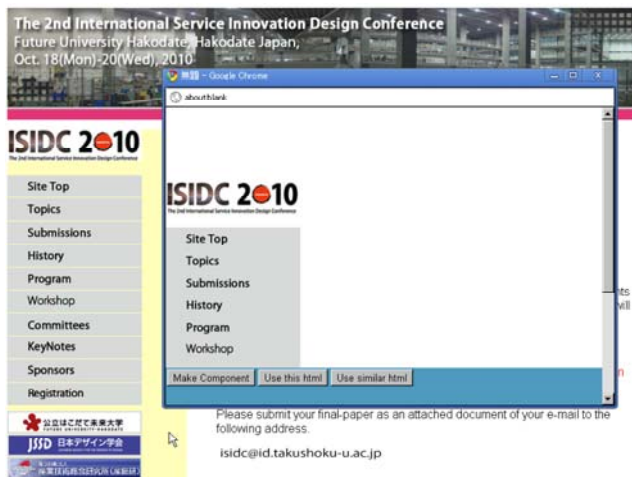 The 2nd International Service Innovation Design Conference
Future University Hakodate, Hakodate Japan,
Oct. 18(Mon)-20(Wed), 2010
無題 - Google Chrome
about:blank
ISIDC 2010
The 2nd International Service Innovation Design Conference
Site Top
Topics
Submissions
History
Program
Workshop
Committees
KeyNotes
Sponsors
Registration
公立はこだて未来大学
FUTURE UNIVERSITY-HAKODATE
JSSD 日本デザイン学会
ISIDC 2010
The 2nd International Service Innovation Design Conference
Site Top
Topics
Submissions
History
Program
Workshop
Make Component
Use this html
Use similar html
will
Please submit your final-paper as an attached document of your e-mail to the
following address.
isidc@id.takushoku-u.ac.jp